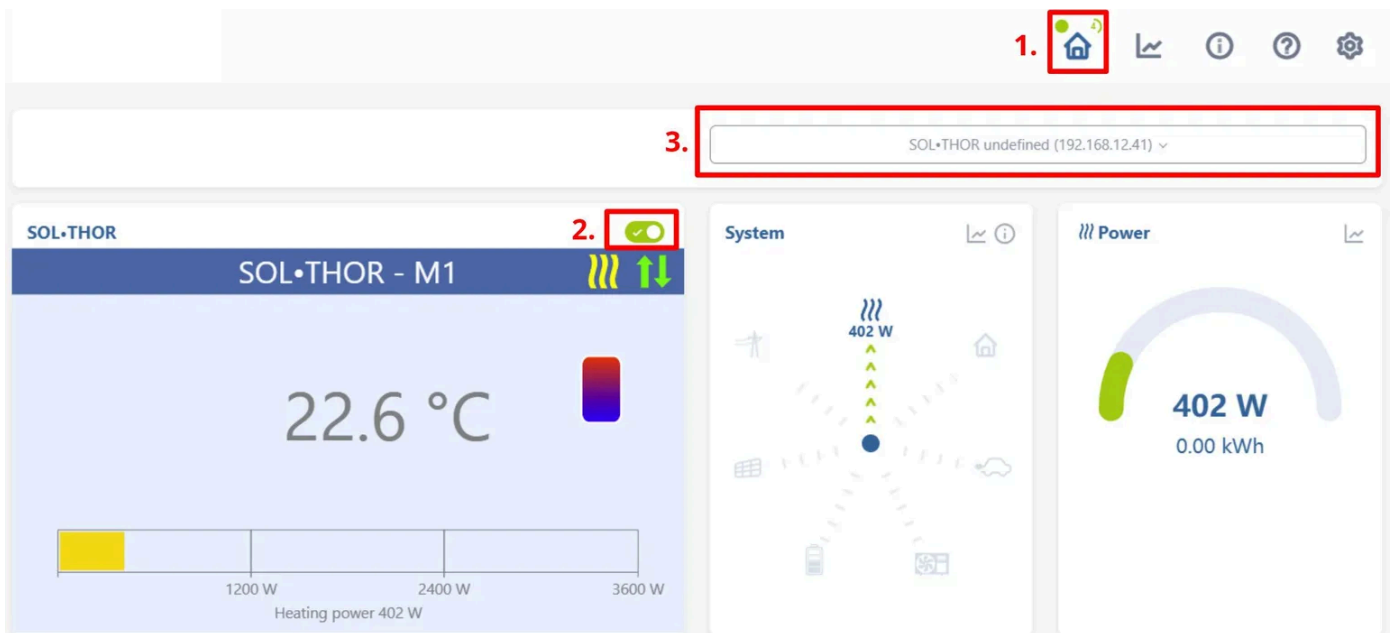 1.
3.
SOL•THOR undefined (192.168.12.41)
SOL•THOR
2.
SOL•THOR - M1
22.6 °C
1200 W
2400 W
3600 W
Heating power 402 W
System
402 W
Power
402 W
0.00 kWh